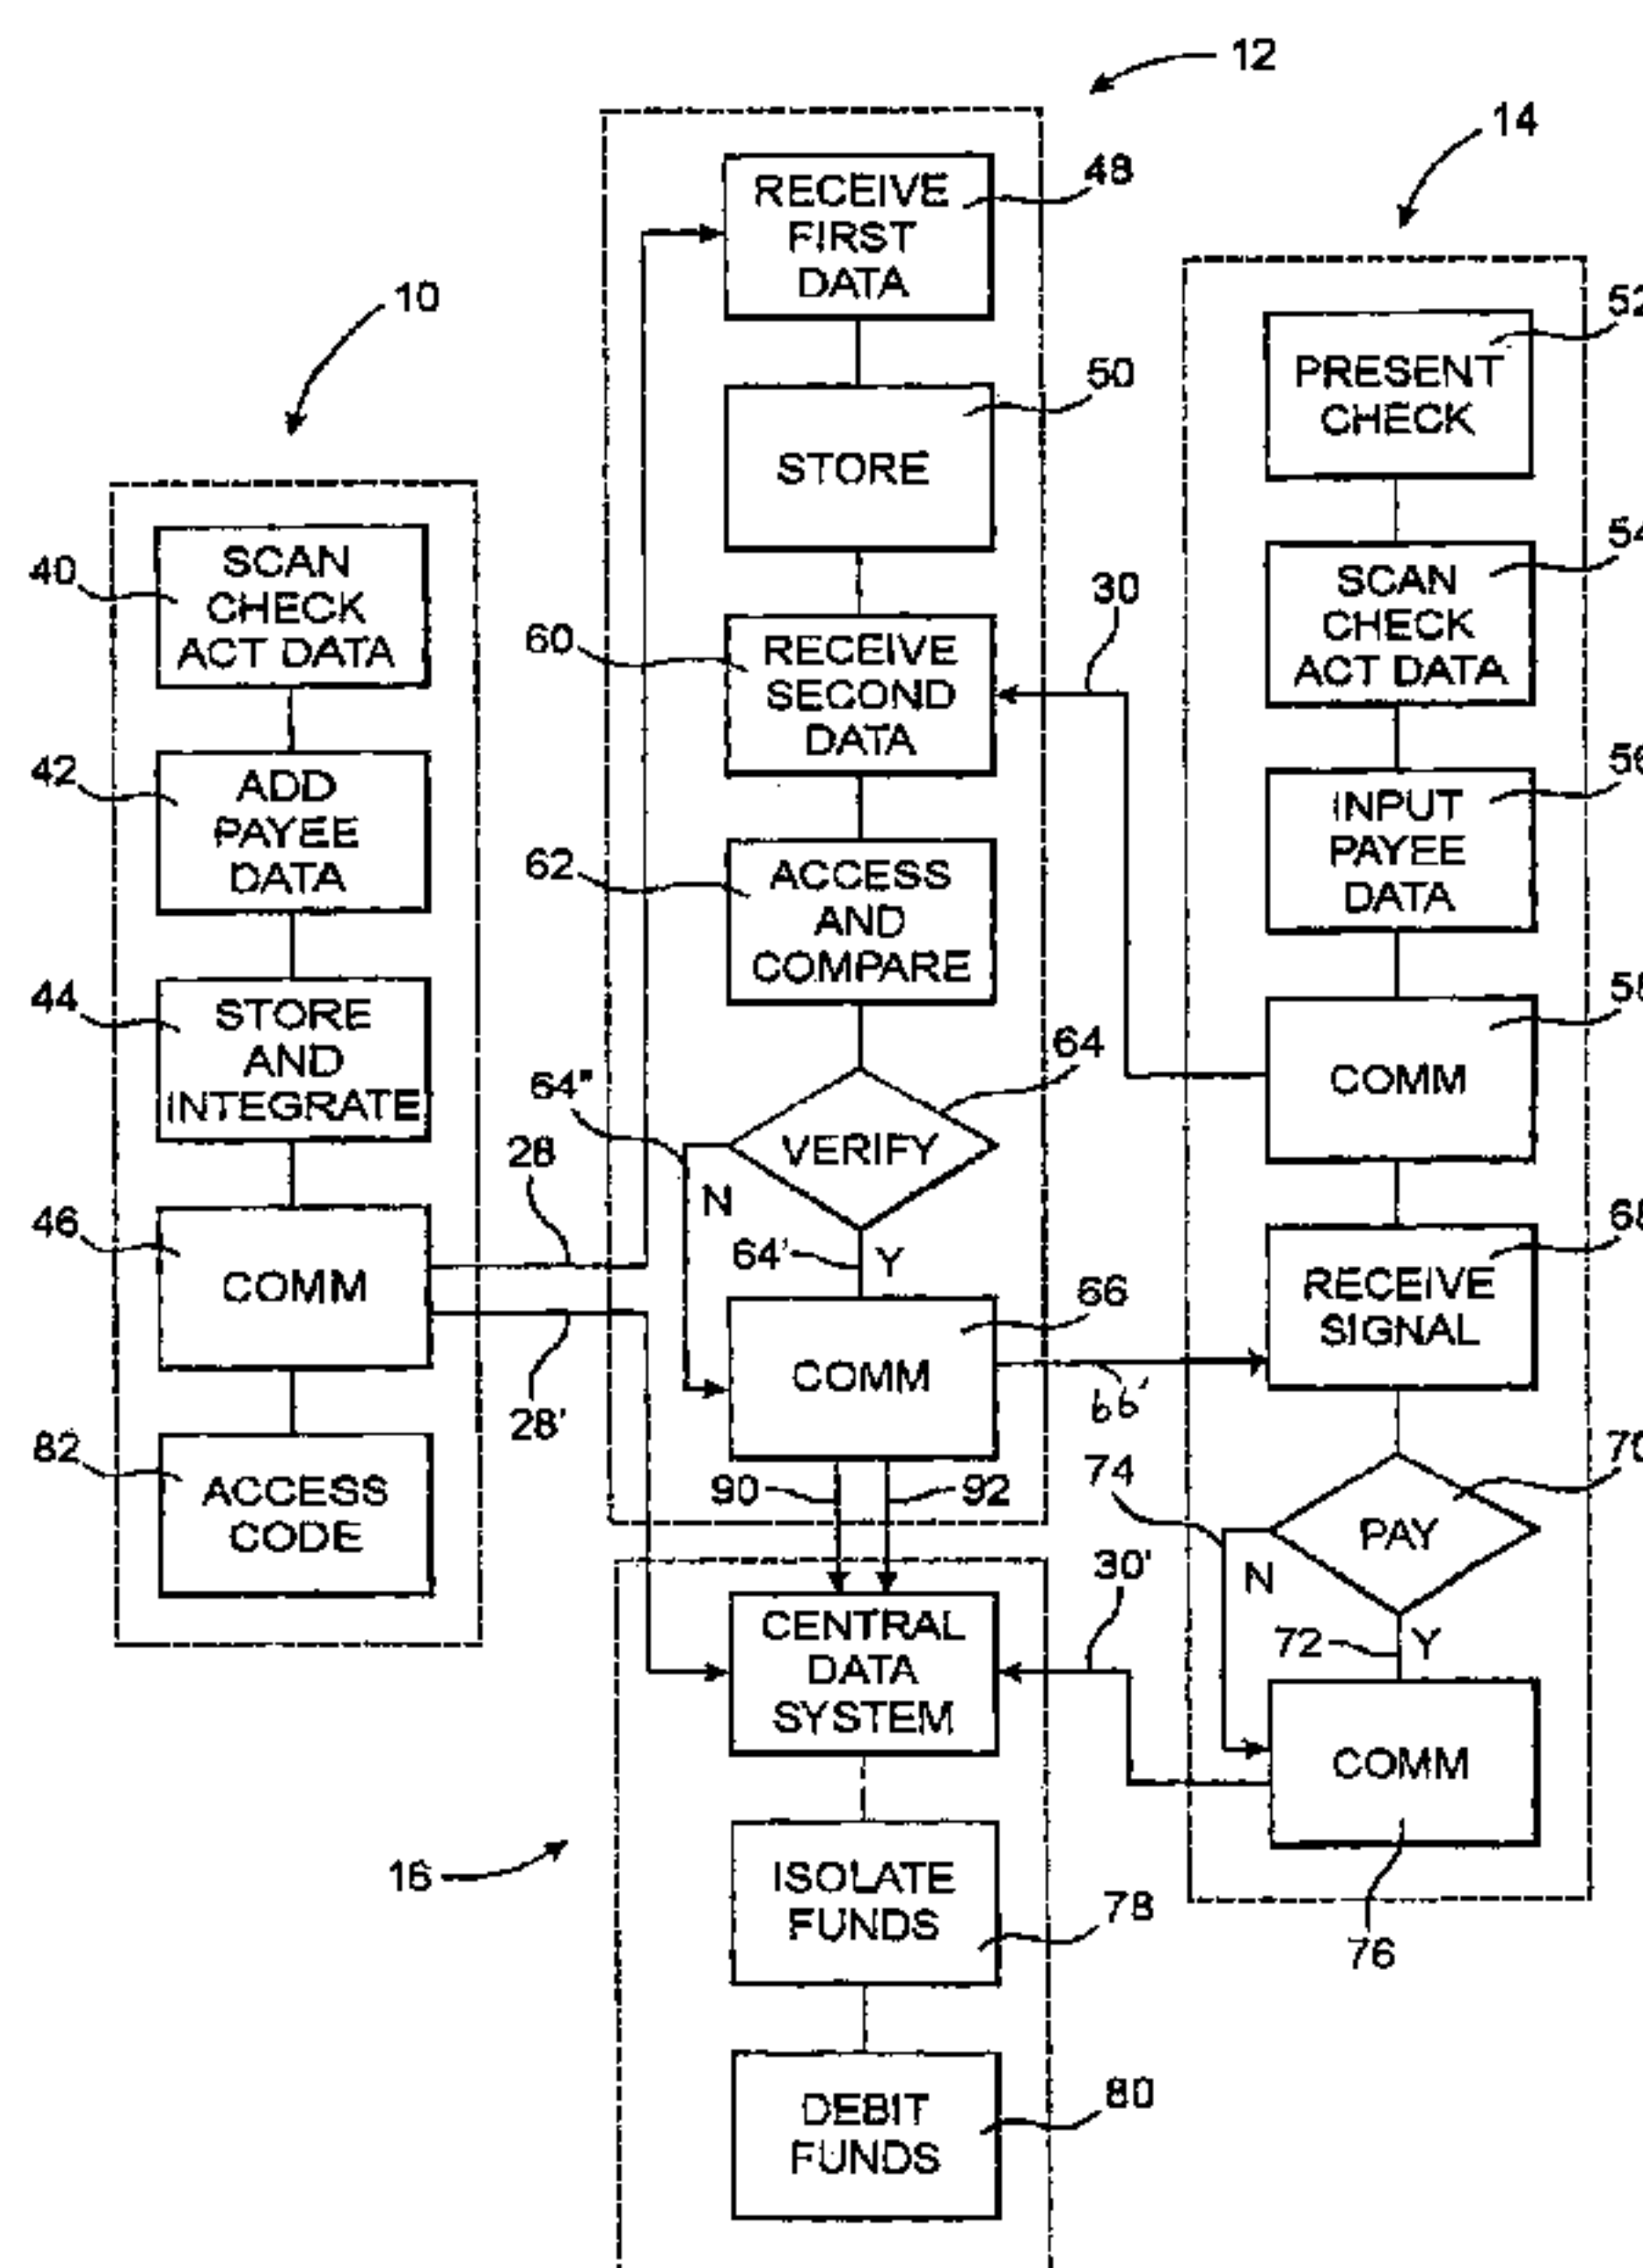 12
14
10
48
RECEIVE
FIRST
DATA
50
STORE
60
RECEIVE
SECOND
DATA
30
62
ACCESS
AND
COMPARE
64
VERIFY
64"
N
64'
Y
66
COMM
66'
90
92
40
SCAN
CHECK
ACT DATA
42
ADD
PAYEE
DATA
44
STORE
AND
INTEGRATE
46
COMM
28
28'
82
ACCESS
CODE
52
PRESENT
CHECK
54
SCAN
CHECK
ACT DATA
56
INPUT
PAYEE
DATA
COMM
RECEIVE
SIGNAL
70
PAY
74
N
72
Y
COMM
76
30'
CENTRAL
DATA
SYSTEM
16
ISOLATE
FUNDS
78
DEBIT
FUNDS
80